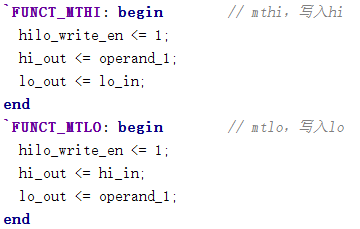 `FUNCT_MTHI: begin // mthi，写入hi
hilo_write_en <= 1;
hi_out <= operand_1;
lo_out <= lo_in;
end
`FUNCT_MTLO: begin // mtlo，写入lo
hilo_write_en <= 1;
hi_out <= hi_in;
lo_out <= operand_1;
end